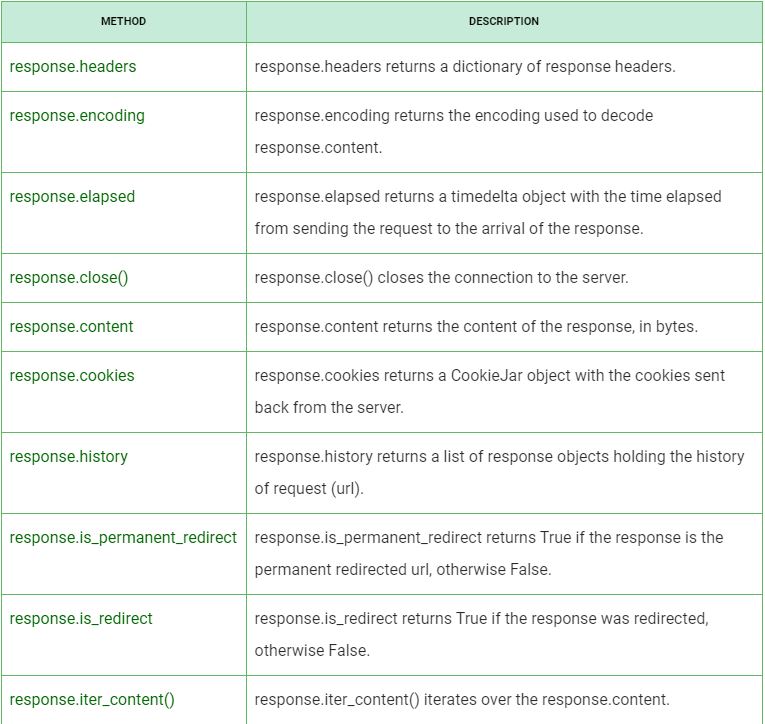 METHOD DESCRIPTION
response.headers response.headers returns a dictionary of response headers.
response.encoding response.encoding returns the encoding used to decode
response.content.
response.elapsed response.elapsed returns a timedelta object with the time elapsed
from sending the request to the arrival of the response.
response.close() response.close() closes the connection to the server.
response.content response.content returns the content of the response, in bytes.
response.cookies response.cookies returns a CookieJar object with the cookies sent
back from the server.
response.history response.history returns a list of response objects holding the history
of request (url).
response.is_permanent_redirect response.is_permanent_redirect returns True if the response is the
permanent redirected url, otherwise False.
response.is_redirect response.is_redirect returns True if the response was redirected,
otherwise False.
response.iter_content() response.iter_content() iterates over the response.content.